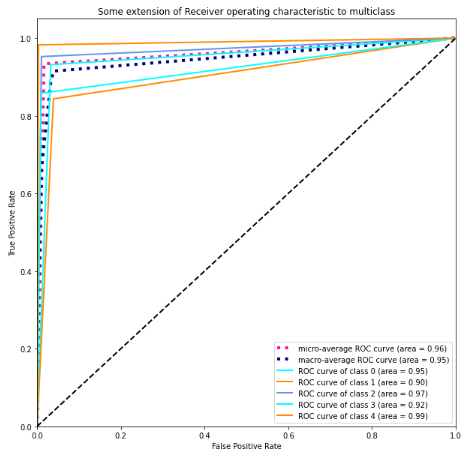 Some extension of Receiver operating characteristic to multiclass
1.0
0.8
0.6
0.4
0.2
0.0
True Positive Rate
micro-average ROC curve (area = 0.96)
macro-average ROC curve (area = 0.95)
ROC curve of class 0 (area = 0.95)
ROC curve of class 1 (area = 0.90)
ROC curve of class 2 (area = 0.97)
ROC curve of class 3 (area = 0.92)
ROC curve of class 4 (area = 0.99)
0.0 0.2 0.4 0.6 0.8 1.0
False Positive Rate